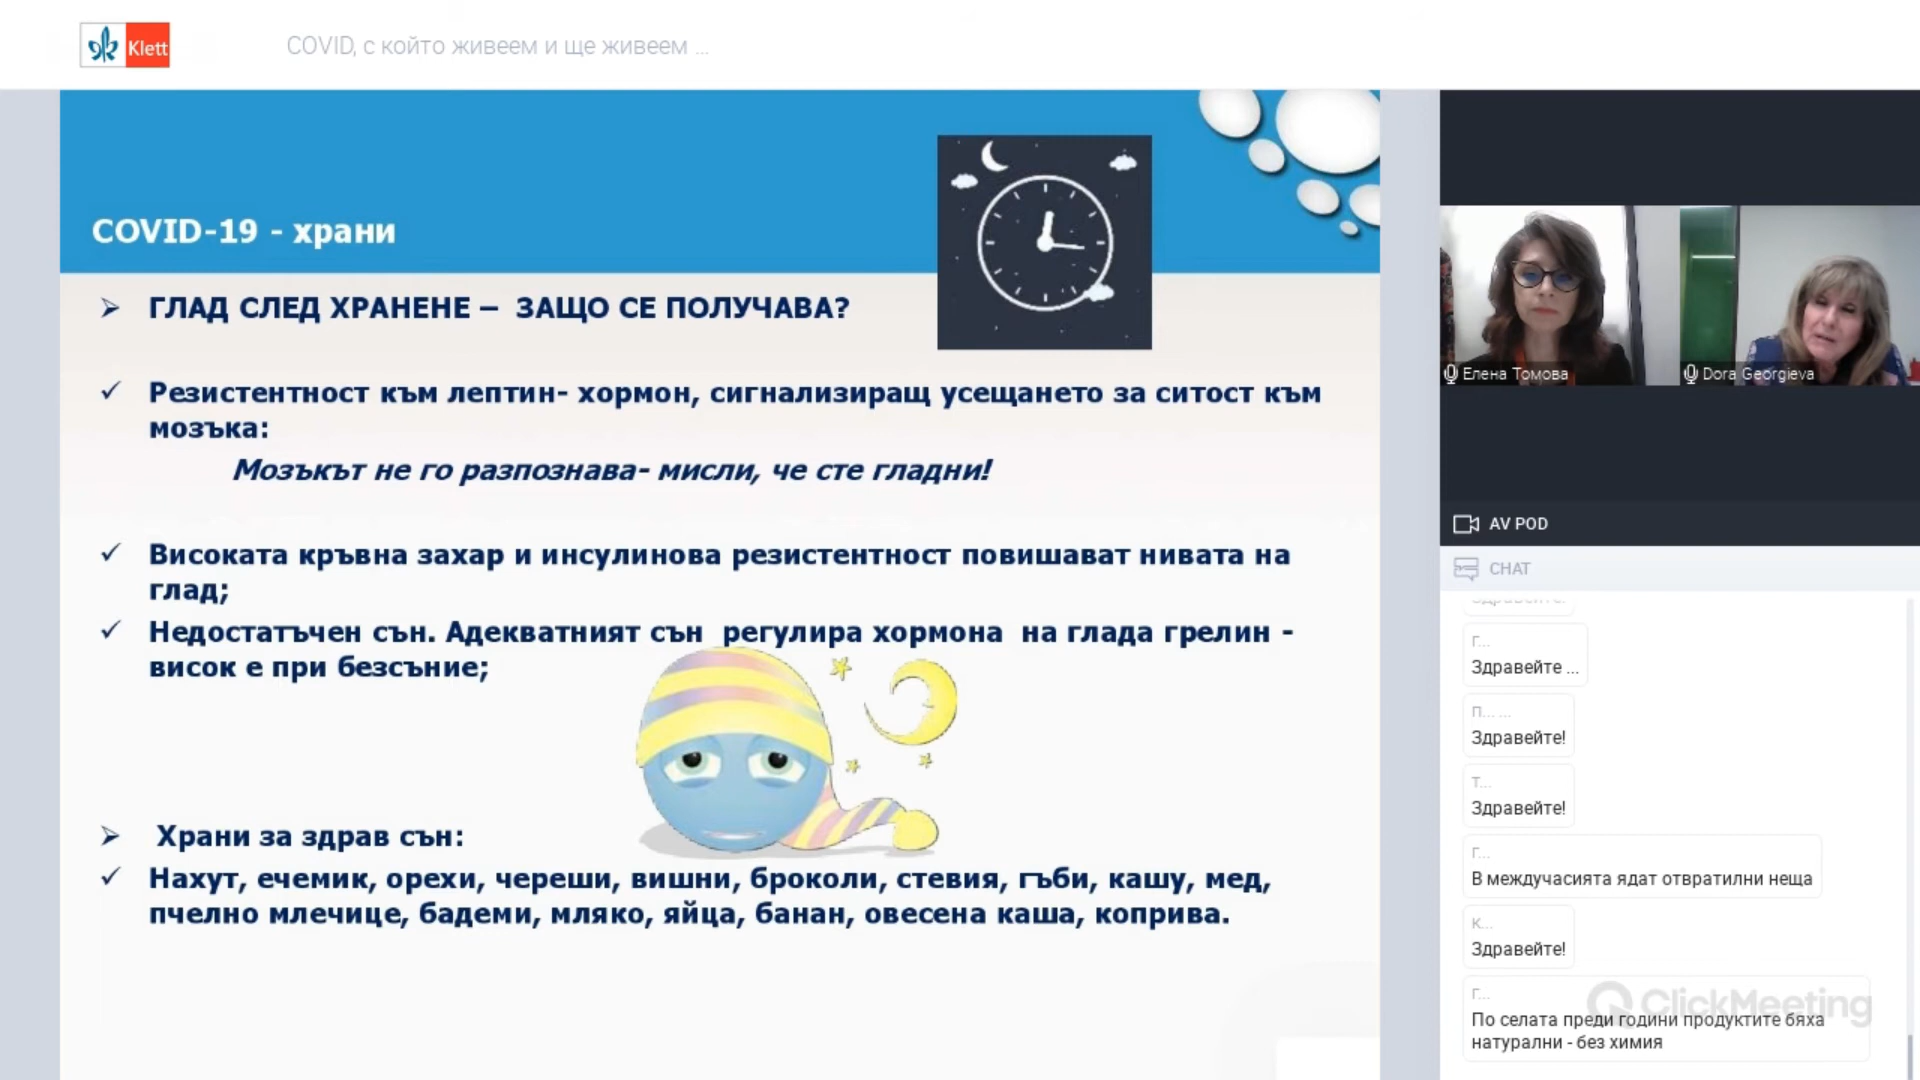 Klett
COVID, с който живеем и ще живеем ...
COVID-19 - храни
ГЛАД СЛЕД ХРАНЕНЕ – ЗАЩО СЕ ПОЛУЧАВА?
Резистентност към лептин- хормон, сигнализиращ усещането за ситост към
мозъка:
Мозъкът не го разпознава- мисли, че сте гладни!
Високата кръвна захар и инсулинова резистентност повишават нивата на
глад;
Недостатъчен сън. Адекватният сън регулира хормона на глада грелин -
висок е при безсъние;
Храни за здрав сън:
Нахут, ечемик, орехи, череши, вишни, броколи, стевия, гъби, кашу, мед,
пчелно млечице, бадеми, мляко, яйца, банан, овесена каша, коприва.
Елена Томова
Dora Georgieva
AV POD
CHAT
Г...
Здравейте ...
П... ...
Здравейте!
Т...
Здравейте!
Г...
В междучасията ядат отвратилни неща
К...
Здравейте!
Г...
По селата преди години продуктите бяха
натурални - без химия
ClickMeeting